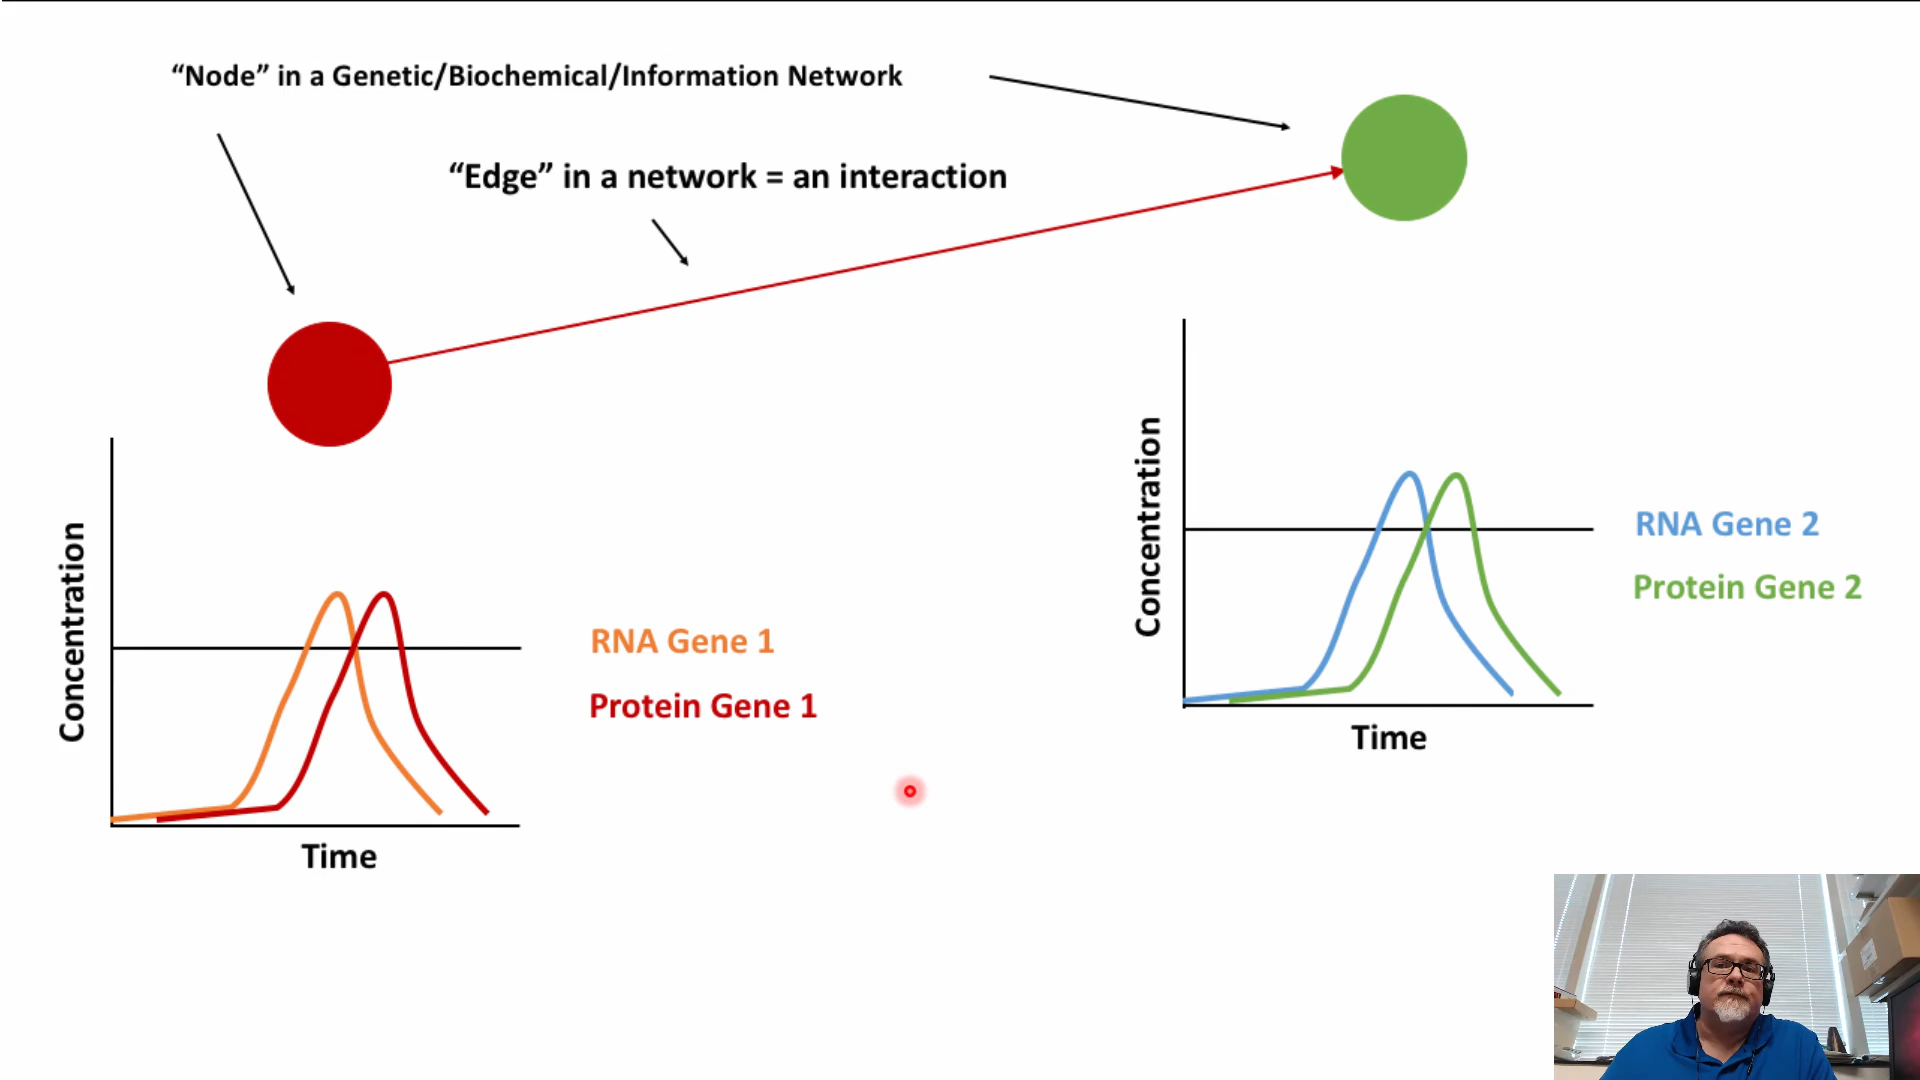 “Node” in a Genetic/Biochemical/Information Network
“Edge” in a network = an interaction
Concentration
RNA Gene 1
Protein Gene 1
Time
Concentration
RNA Gene 2
Protein Gene 2
Time